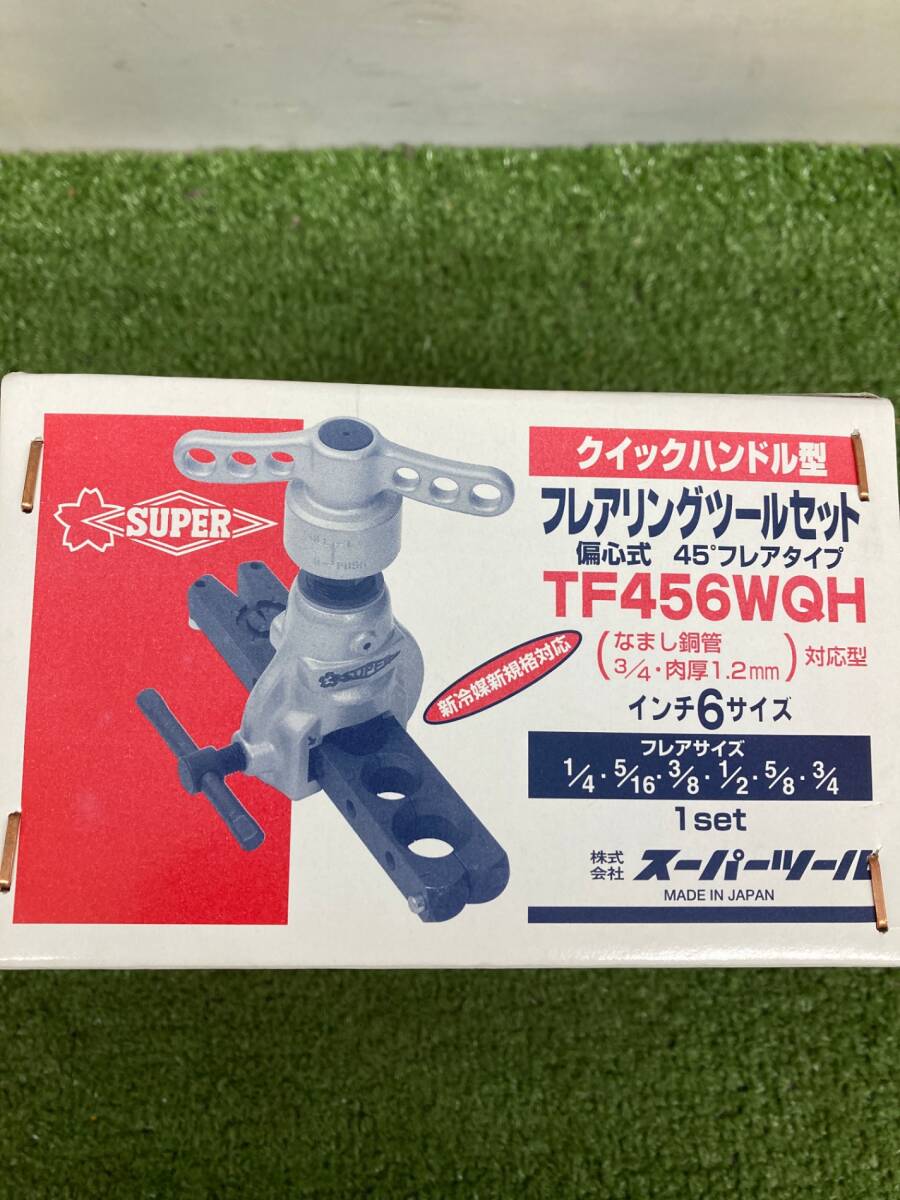 SUPER
クイックハンドル型
フレアリングツールセット
偏心式 45°フレアタイプ
TF456WQH
(なまし銅管
3/4・肉厚1.2mm)対応型
新冷媒新規格対応
SUPER
インチ6サイズ
フレアサイズ
1/4・5/16・3/8・1/2・5/8・3/4
1set
株式会社 スーパーツール
MADE IN JAPAN